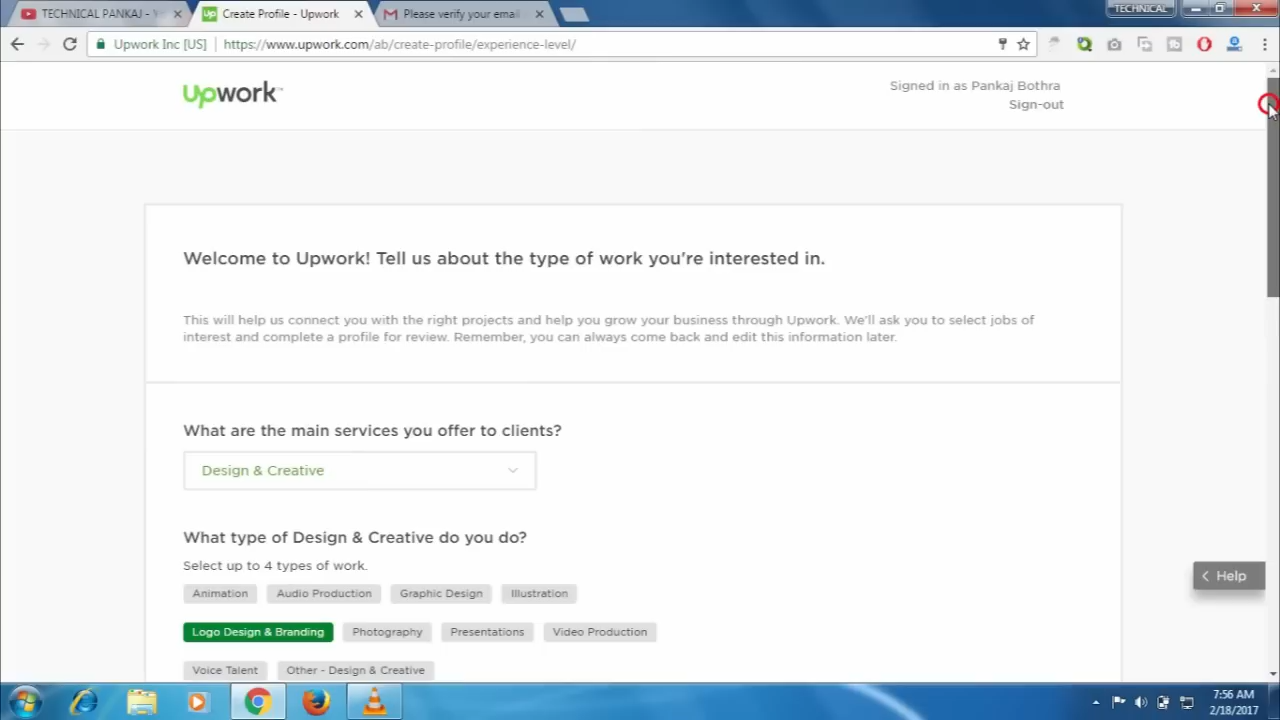 TECHNICAL PANKAJ - Y
Create Profile - Upwork
Please verify your email
TECHNICAL
Upwork Inc [US]
https://www.upwork.com/ab/create-profile/experience-level/
Upwork
Signed in as Pankaj Bothra
Sign-out
Welcome to Upwork! Tell us about the type of work you're interested in.
This will help us connect you with the right projects and help you grow your business through Upwork. We'll ask you to select jobs of
interest and complete a profile for review. Remember, you can always come back and edit this information later.
What are the main services you offer to clients?
Design & Creative
What type of Design & Creative do you do?
Select up to 4 types of work.
Animation Audio Production Graphic Design Illustration
Help
Logo Design & Branding Photography Presentations Video Production
Voice Talent Other - Design & Creative
7:56 AM
2/18/2017